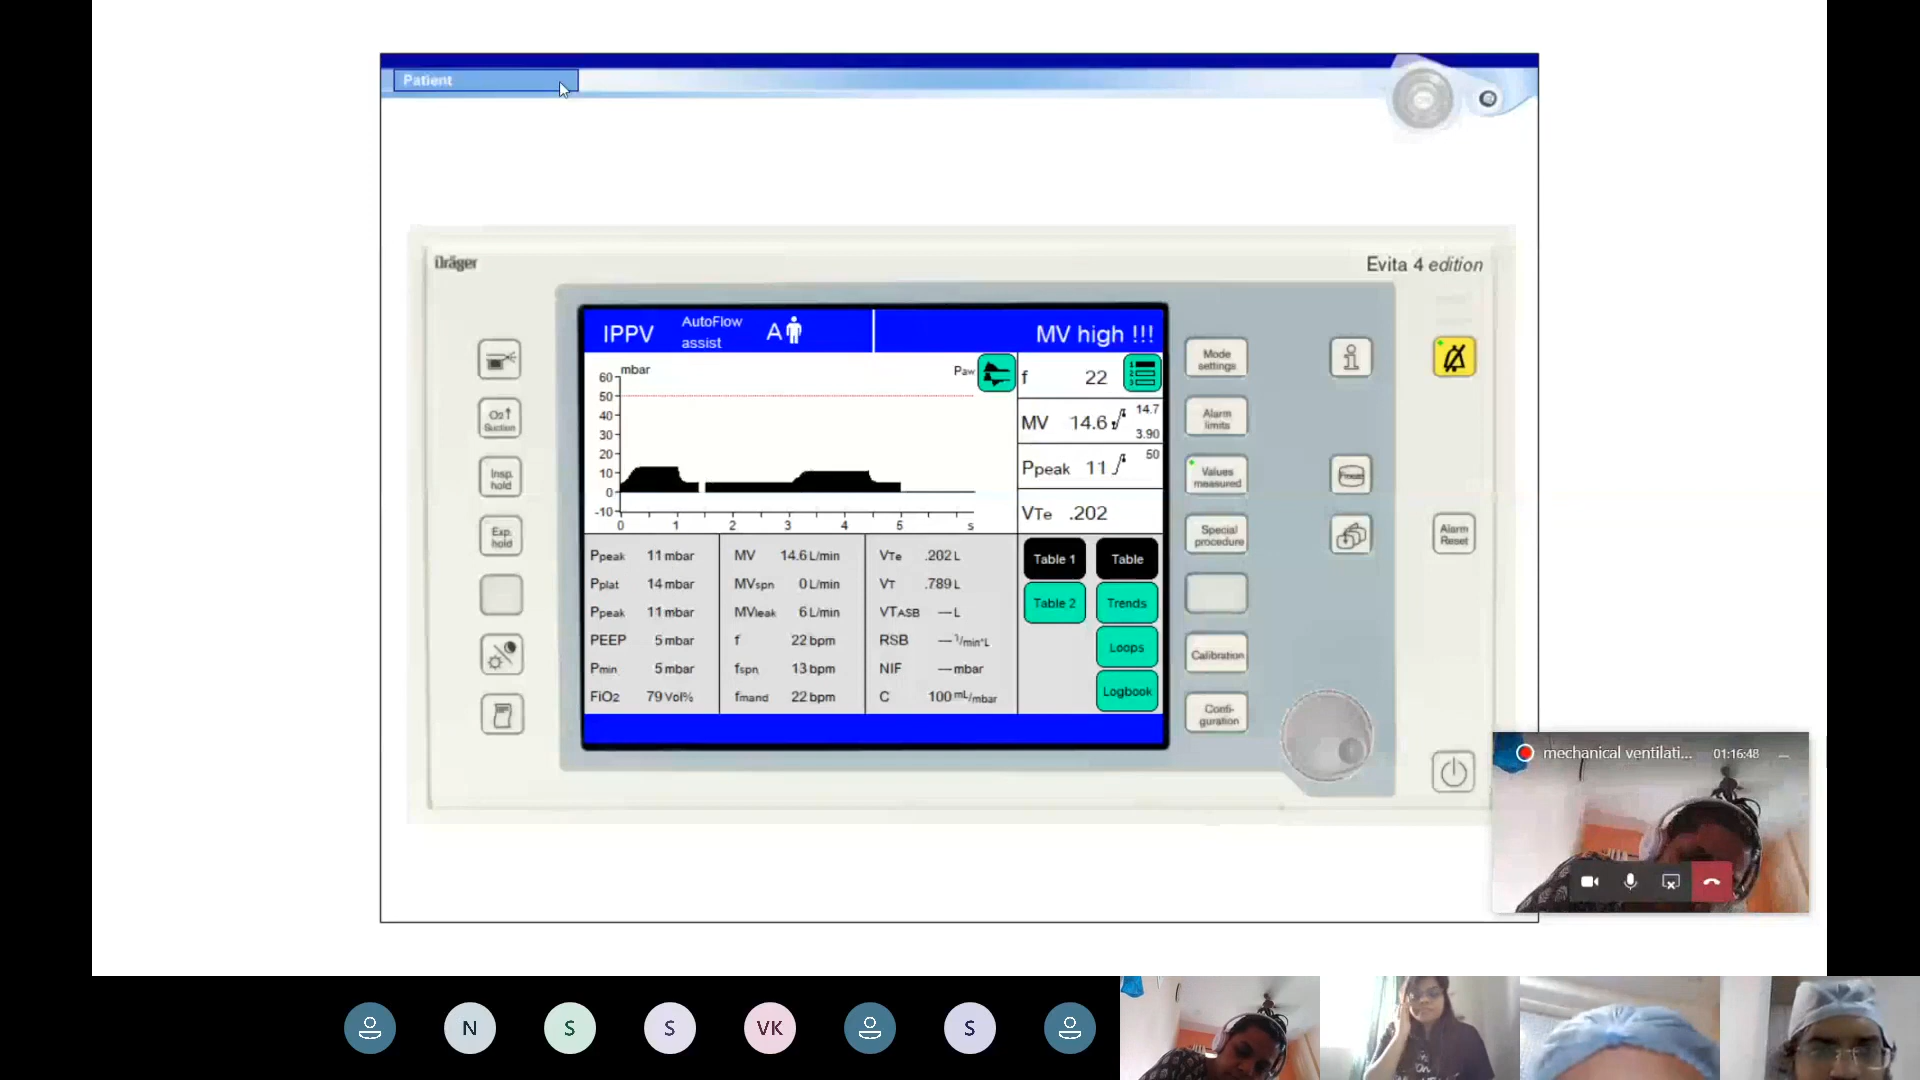 Patient
Dräger
Evita 4 edition
IPPV
AutoFlow
assist
A
MV high !!!
O2↑
Suction
Insp.
hold
Exp.
hold
mbar
Paw
60
50
40
30
20
10
0
-10
0 1 2 3 4 5 s
f 22
MV 14.6 14.7
3.90
Ppeak 11 50
VTe .202
Ppeak 11 mbar
Pplat 14 mbar
Ppeak 11 mbar
PEEP 5 mbar
Pmin 5 mbar
FiO2 79 Vol%
MV 14.6 L/min
MVspn 0 L/min
MVleak 6 L/min
f 22 bpm
fspn 13 bpm
fmand 22 bpm
VTe .202 L
VT .789 L
VTASB —L
RSB —1/min*L
NIF —mbar
C 100 mL/mbar
Table 1
Table
Table 2
Trends
Loops
Logbook
Mode
settings
Alarm
limits
Values
measured
Special
procedure
Calibration
Confi-
guration
i
Freeze
Alarm
Reset
mechanical ventilati... 01:16:48
N
S
S
VK
S